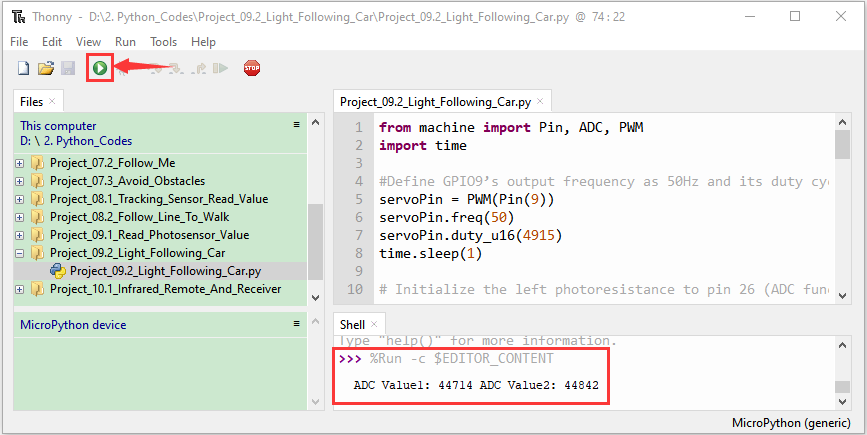 Thonny - D:\2. Python_Codes\Project_09.2_Light_Following_Car\Project_09.2_Light_Following_Car.py @ 74 : 22
File Edit View Run Tools Help
STOP
Files
This computer
D: \ 2. Python_Codes
Project_07.2_Follow_Me
Project_07.3_Avoid_Obstacles
Project_08.1_Tracking_Sensor_Read_Value
Project_08.2_Follow_Line_To_Walk
Project_09.1_Read_Photosensor_Value
Project_09.2_Light_Following_Car
Project_09.2_Light_Following_Car.py
Project_10.1_Infrared_Remote_And_Receiver
MicroPython device
Project_09.2_Light_Following_Car.py
1 from machine import Pin, ADC, PWM
2 import time
3
4 #Define GPIO9’s output frequency as 50Hz and its duty cyc
5 servoPin = PWM(Pin(9))
6 servoPin.freq(50)
7 servoPin.duty_u16(4915)
8 time.sleep(1)
9
10 # Initialize the left photoresistance to pin 26 (ADC func
Shell
Type "help()" for more information.
>>> %Run -c $EDITOR_CONTENT
ADC Value1: 44714 ADC Value2: 44842
MicroPython (generic)